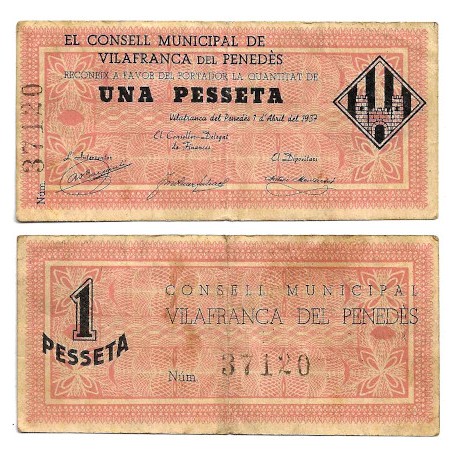 EL CONSELL MUNICIPAL DE
VILAFRANCA DEL PENEDÈS
RECONEIX A FAVOR DEL PORTADOR LA QUANTITAT DE
UNA PESSETA
Vilafranca del Penedès 1 d'Abril del 1937
El Conseller-Delegat
de Finances
L'Interventor
El Dipositari
Núm. 37120
1
PESSETA
CONSELL MUNICIPAL
VILAFRANCA DEL PENEDÈS
Núm. 37120